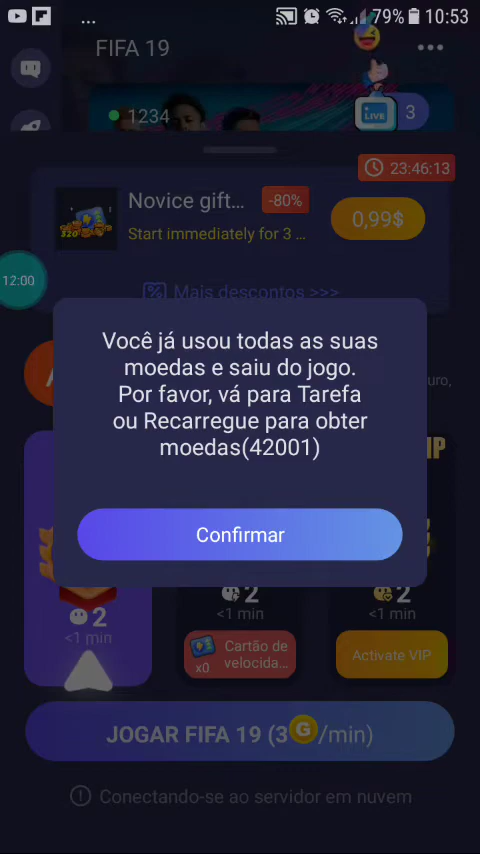 ... 79% 10:53
FIFA 19
1234
LIVE 3
23:46:13
Novice gift... -80%
320
Start immediately for 3 ...
0,99$
12:00
Mais descontos >>>
Você já usou todas as suas
moedas e saiu do jogo.
Por favor, vá para Tarefa
ou Recarregue para obter
moedas(42001)
Confirmar
2
<1 min
2
<1 min
2
<1 min
x0
Cartão de
velocida...
Activate VIP
JOGAR FIFA 19 (3 G/min)
Conectando-se ao servidor em nuvem